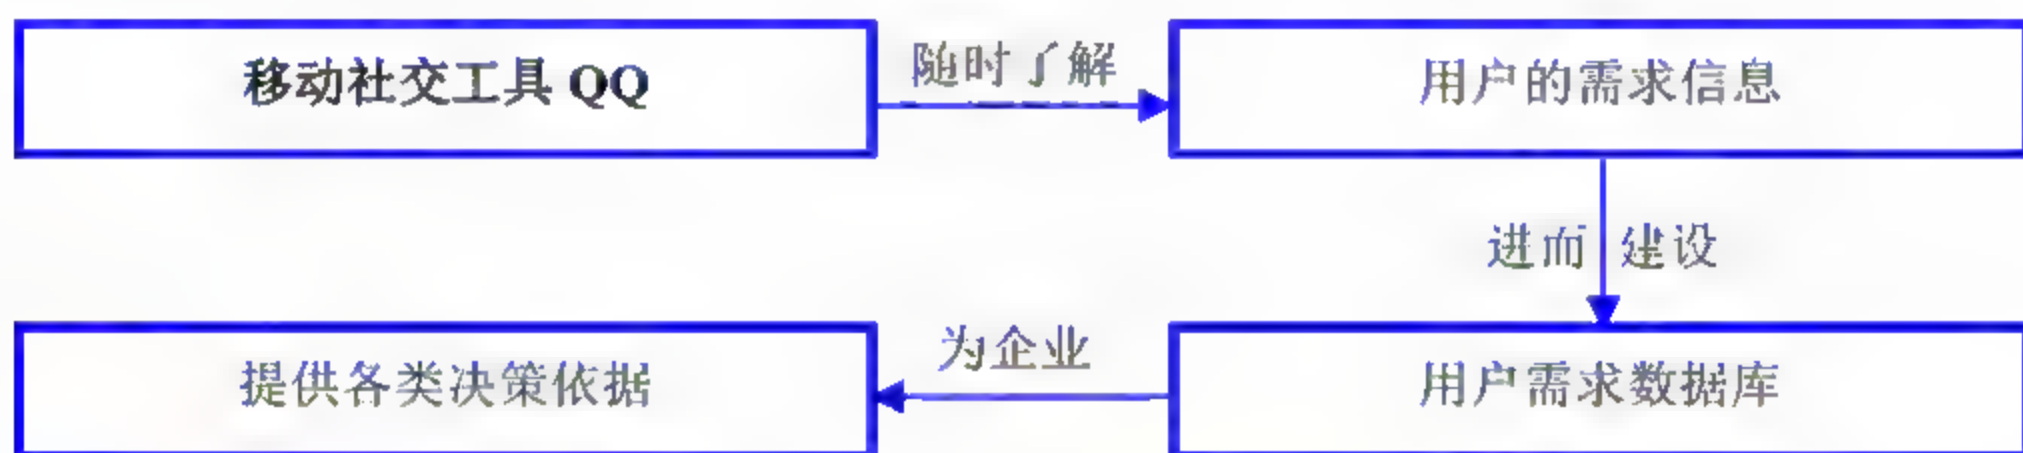 移动社交工具 QQ
随时了解
用户的需求信息
进而 建设
用户需求数据库
为企业
提供各类决策依据